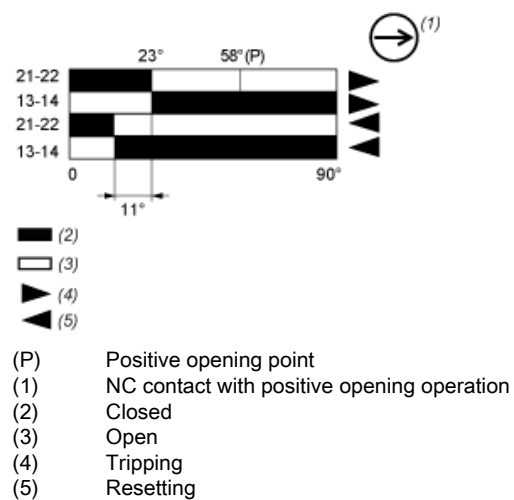 (1)
23° 58°(P)
21-22
13-14
21-22
13-14
0 90°
11°
(2)
(3)
(4)
(5)
(P) Positive opening point
(1) NC contact with positive opening operation
(2) Closed
(3) Open
(4) Tripping
(5) Resetting